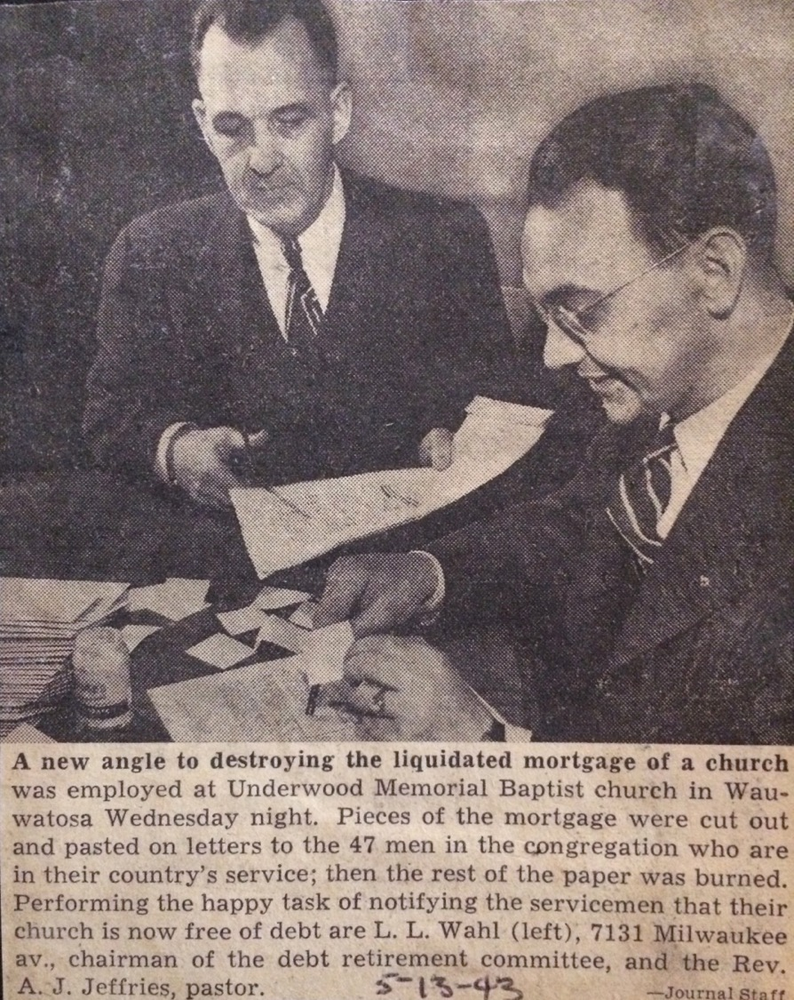 A new angle to destroying the liquidated mortgage of a church
was employed at Underwood Memorial Baptist church in Wau-
watosa Wednesday night. Pieces of the mortgage were cut out
and pasted on letters to the 47 men in the congregation who are
in their country's service; then the rest of the paper was burned.
Performing the happy task of notifying the servicemen that their
church is now free of debt are L. L. Wahl (left), 7131 Milwaukee
av., chairman of the debt retirement committee, and the Rev.
A. J. Jeffries, pastor. 5-13-43 —Journal Staff